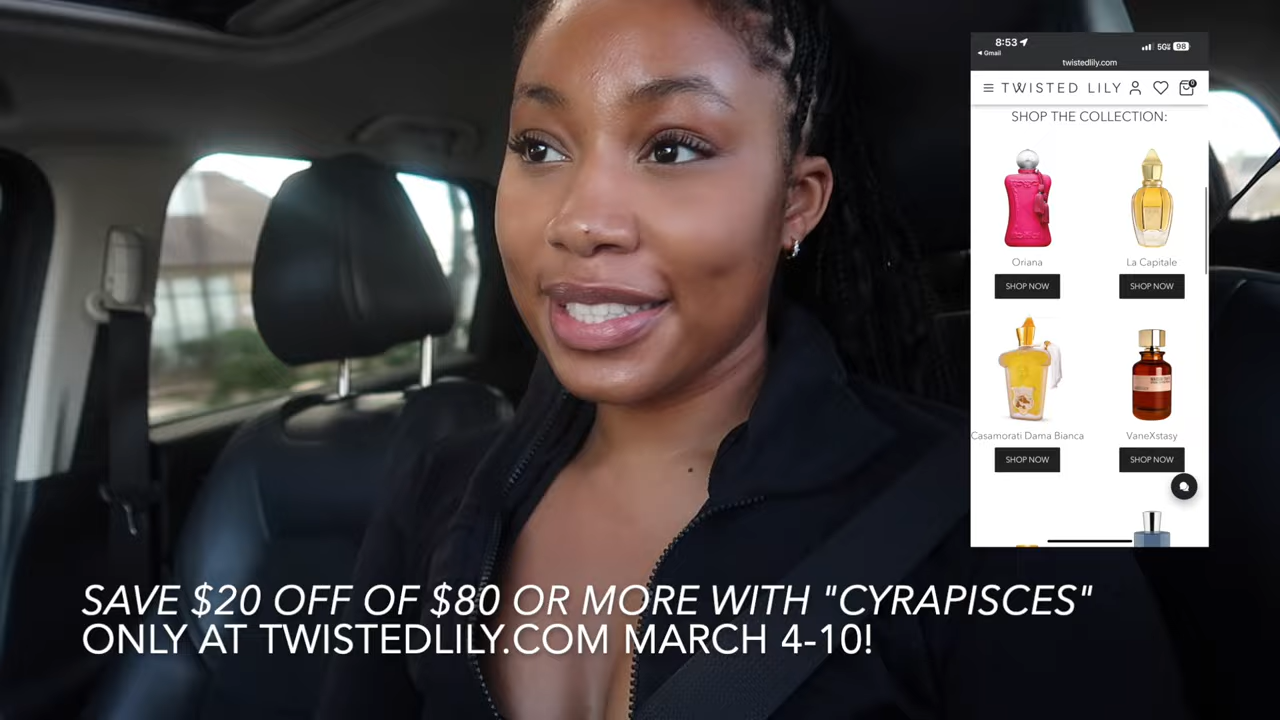 8:53
5G 98
Gmail
twistedlily.com
TWISTED LILY
0
SHOP THE COLLECTION:
Oriana
La Capitale
SHOP NOW
SHOP NOW
Casamorati Dama Bianca
VaneXstasy
SHOP NOW
SHOP NOW
SAVE $20 OFF OF $80 OR MORE WITH "CYRAPISCES"
ONLY AT TWISTEDLILY.COM MARCH 4-10!